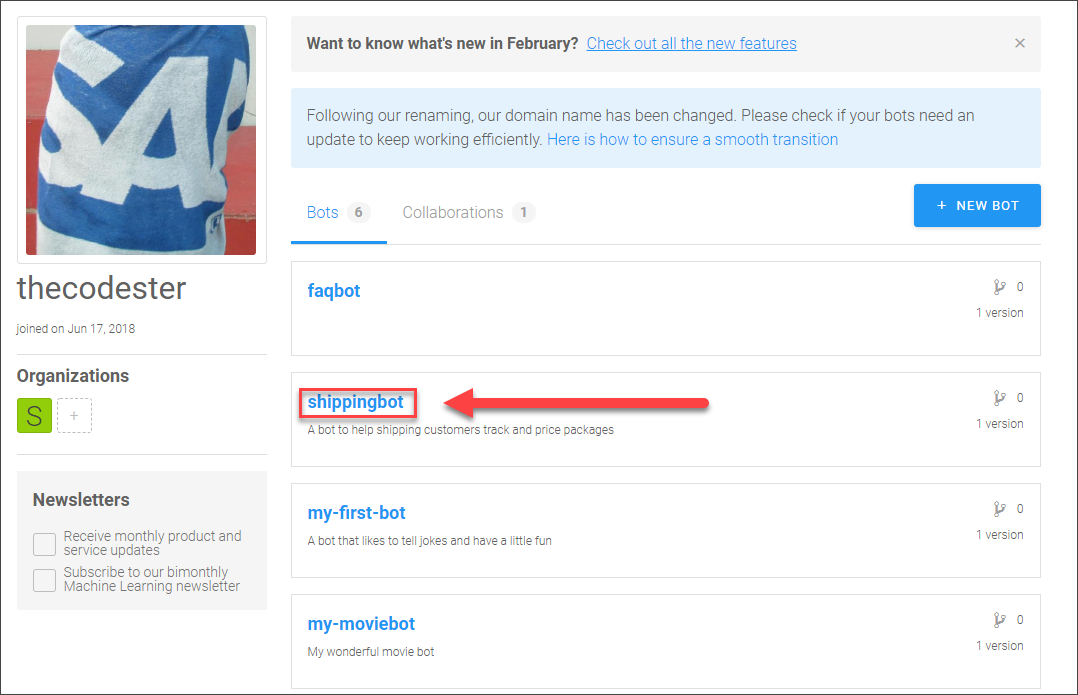 thecodester
joined on Jun 17, 2018
Organizations
S
+
Newsletters
Receive monthly product and
service updates
Subscribe to our bimonthly
Machine Learning newsletter
Want to know what's new in February? Check out all the new features ×
Following our renaming, our domain name has been changed. Please check if your bots need an
update to keep working efficiently. Here is how to ensure a smooth transition
Bots 6 Collaborations 1
+ NEW BOT
faqbot
0
1 version
shippingbot
A bot to help shipping customers track and price packages
0
1 version
my-first-bot
A bot that likes to tell jokes and have a little fun
0
1 version
my-moviebot
My wonderful movie bot
0
1 version